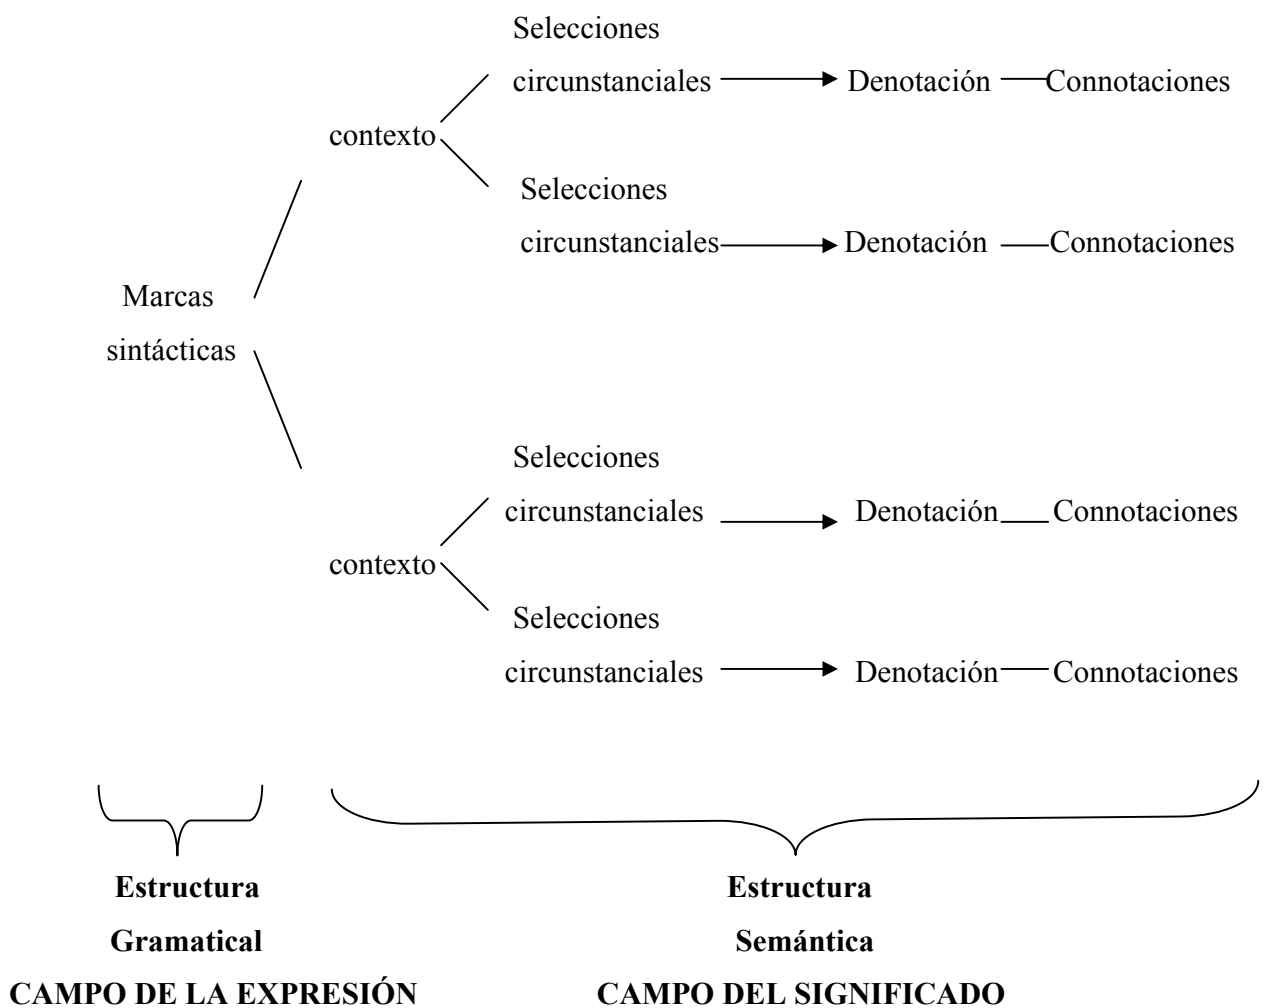 Selecciones
circunstanciales Denotación Connotaciones
contexto
Selecciones
circunstanciales Denotación Connotaciones
Marcas
sintácticas
Selecciones
circunstanciales Denotación Connotaciones
contexto
Selecciones
circunstanciales Denotación Connotaciones
Estructura Estructura
Gramatical Semántica
CAMPO DE LA EXPRESIÓN CAMPO DEL SIGNIFICADO